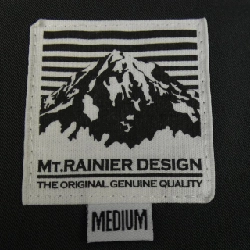 MT.RAINIER DESIGN
THE ORIGINAL GENUINE QUALITY
MEDIUM